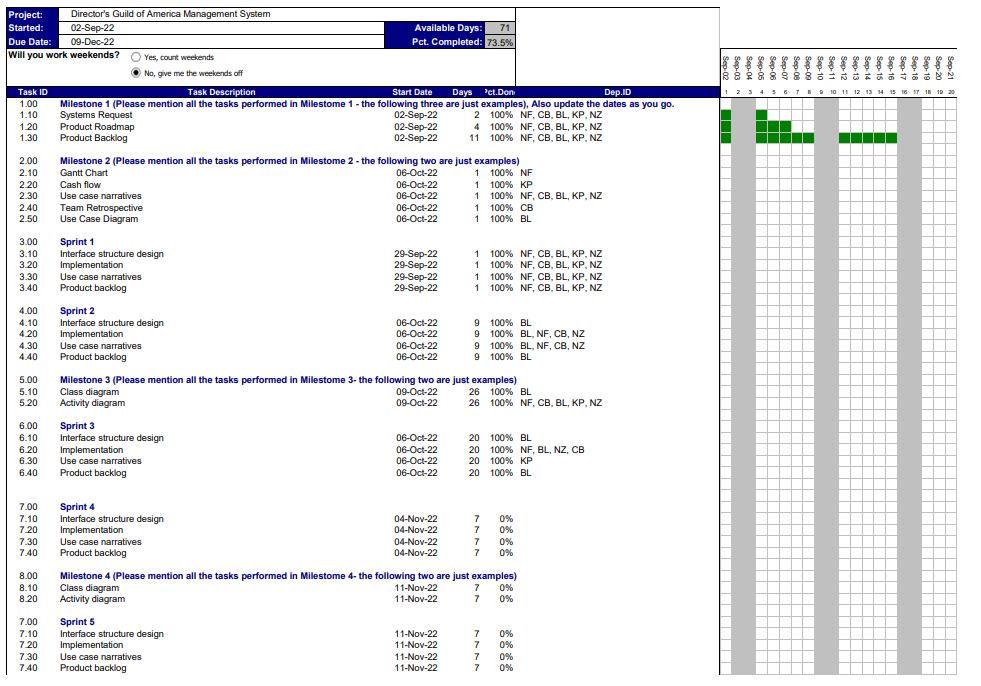 Project: Director's Guild of America Management System
Started: 02-Sep-22 Available Days: 71
Due Date: 09-Dec-22 Pct. Completed: 73.5%
Will you work weekends? Yes, count weekends
No, give me the weekends off
Sep-02 Sep-03 Sep-04 Sep-05 Sep-06 Sep-07 Sep-08 Sep-09 Sep-10 Sep-11 Sep-12 Sep-13 Sep-14 Sep-15 Sep-16 Sep-17 Sep-18 Sep-19 Sep-20 Sep-21
Task ID Task Description Start Date Days Pct.Done Dep.ID 1 2 3 4 5 6 7 8 9 10 11 12 13 14 15 16 17 18 19 20
1.00 Milestone 1 (Please mention all the tasks performed in Milestome 1 - the following three are just examples), Also update the dates as you go.
1.10 Systems Request 02-Sep-22 2 100% NF, CB, BL, KP, NZ
1.20 Product Roadmap 02-Sep-22 4 100% NF, CB, BL, KP, NZ
1.30 Product Backlog 02-Sep-22 11 100% NF, CB, BL, KP, NZ
2.00 Milestone 2 (Please mention all the tasks performed in Milestome 2 - the following two are just examples)
2.10 Gantt Chart 06-Oct-22 1 100% NF
2.20 Cash flow 06-Oct-22 1 100% KP
2.30 Use case narratives 06-Oct-22 1 100% NF, CB, BL, KP, NZ
2.40 Team Retrospective 06-Oct-22 1 100% CB
2.50 Use Case Diagram 06-Oct-22 1 100% BL
3.00 Sprint 1
3.10 Interface structure design 29-Sep-22 1 100% NF, CB, BL, KP, NZ
3.20 Implementation 29-Sep-22 1 100% NF, CB, BL, KP, NZ
3.30 Use case narratives 29-Sep-22 1 100% NF, CB, BL, KP, NZ
3.40 Product backlog 29-Sep-22 1 100% NF, CB, BL, KP, NZ
4.00 Sprint 2
4.10 Interface structure design 06-Oct-22 9 100% BL
4.20 Implementation 06-Oct-22 9 100% BL, NF, CB, NZ
4.30 Use case narratives 06-Oct-22 9 100% BL, NF, CB, NZ
4.40 Product backlog 06-Oct-22 9 100% BL
5.00 Milestone 3 (Please mention all the tasks performed in Milestome 3- the following two are just examples)
5.10 Class diagram 09-Oct-22 26 100% BL
5.20 Activity diagram 09-Oct-22 26 100% NF, CB, BL, KP, NZ
6.00 Sprint 3
6.10 Interface structure design 06-Oct-22 20 100% BL
6.20 Implementation 06-Oct-22 20 100% NF, BL, NZ, CB
6.30 Use case narratives 06-Oct-22 20 100% KP
6.40 Product backlog 06-Oct-22 20 100% BL
7.00 Sprint 4
7.10 Interface structure design 04-Nov-22 7 0%
7.20 Implementation 04-Nov-22 7 0%
7.30 Use case narratives 04-Nov-22 7 0%
7.40 Product backlog 04-Nov-22 7 0%
8.00 Milestone 4 (Please mention all the tasks performed in Milestome 4- the following two are just examples)
8.10 Class diagram 11-Nov-22 7 0%
8.20 Activity diagram 11-Nov-22 7 0%
7.00 Sprint 5
7.10 Interface structure design 11-Nov-22 7 0%
7.20 Implementation 11-Nov-22 7 0%
7.30 Use case narratives 11-Nov-22 7 0%
7.40 Product backlog 11-Nov-22 7 0%